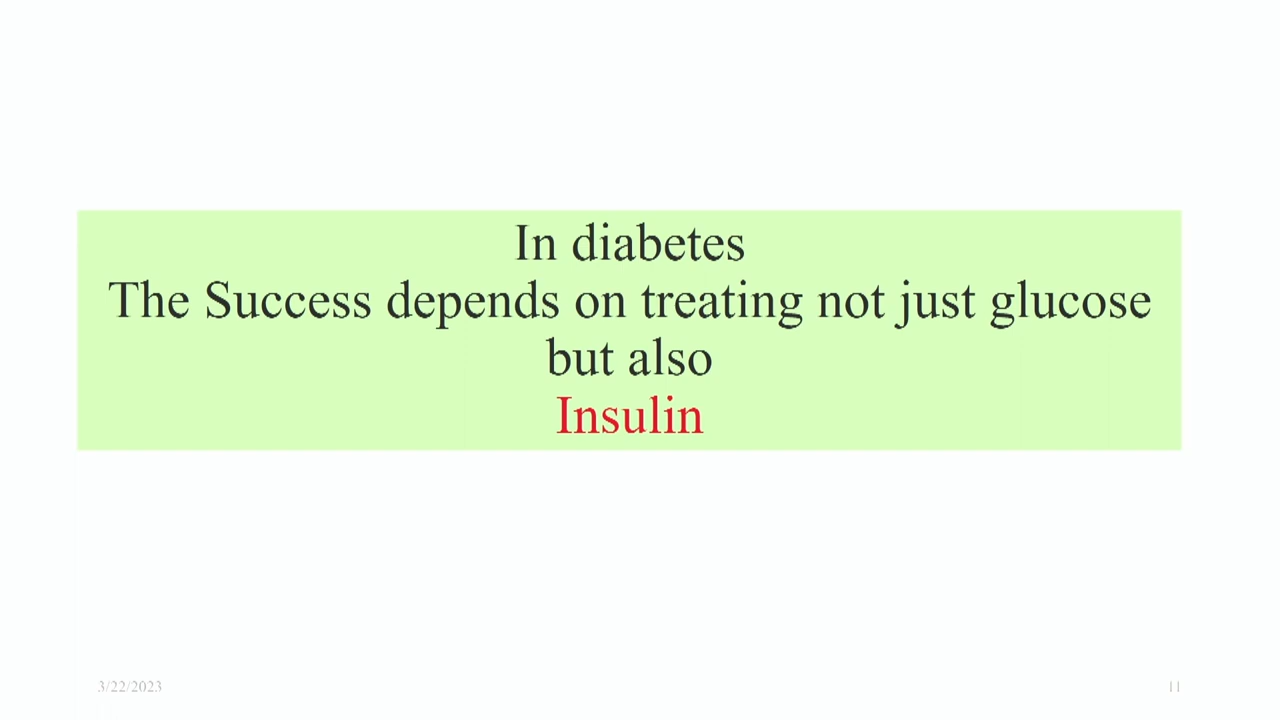 In diabetes
The Success depends on treating not just glucose
but also
Insulin
3/22/2023
11